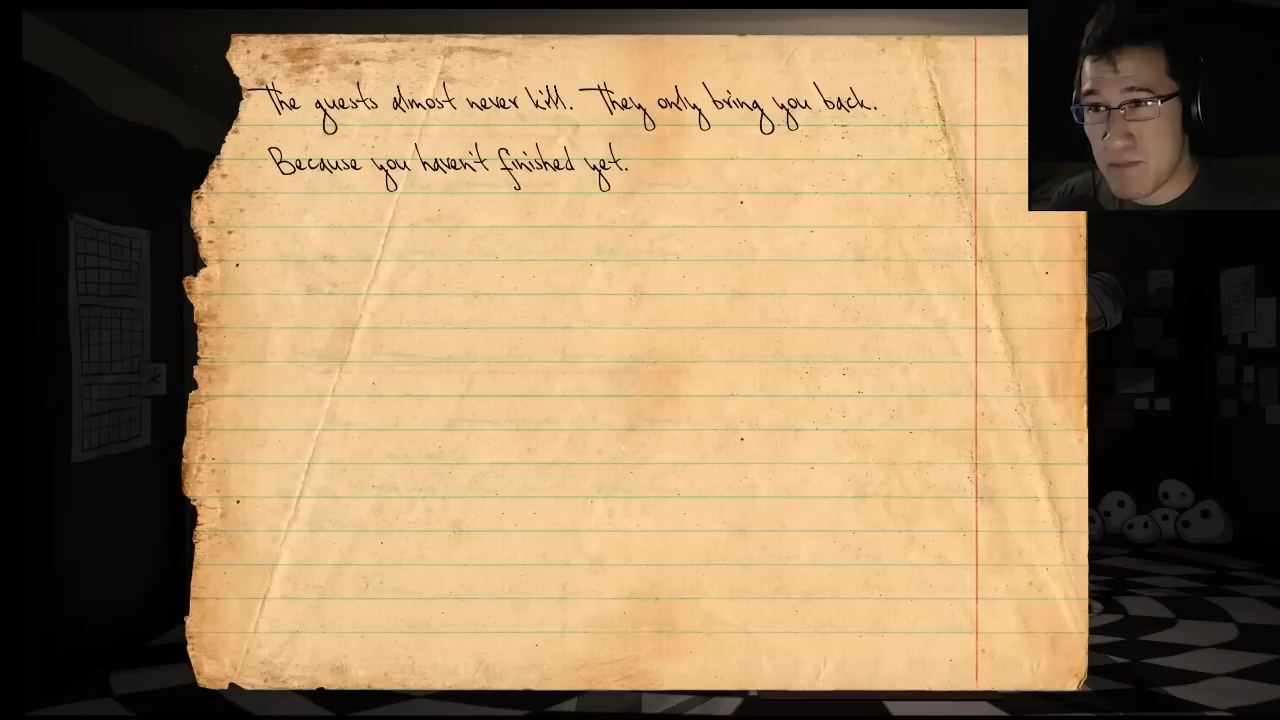 The guests almost never kill. They only bring you back.
Because you haven't finished yet.